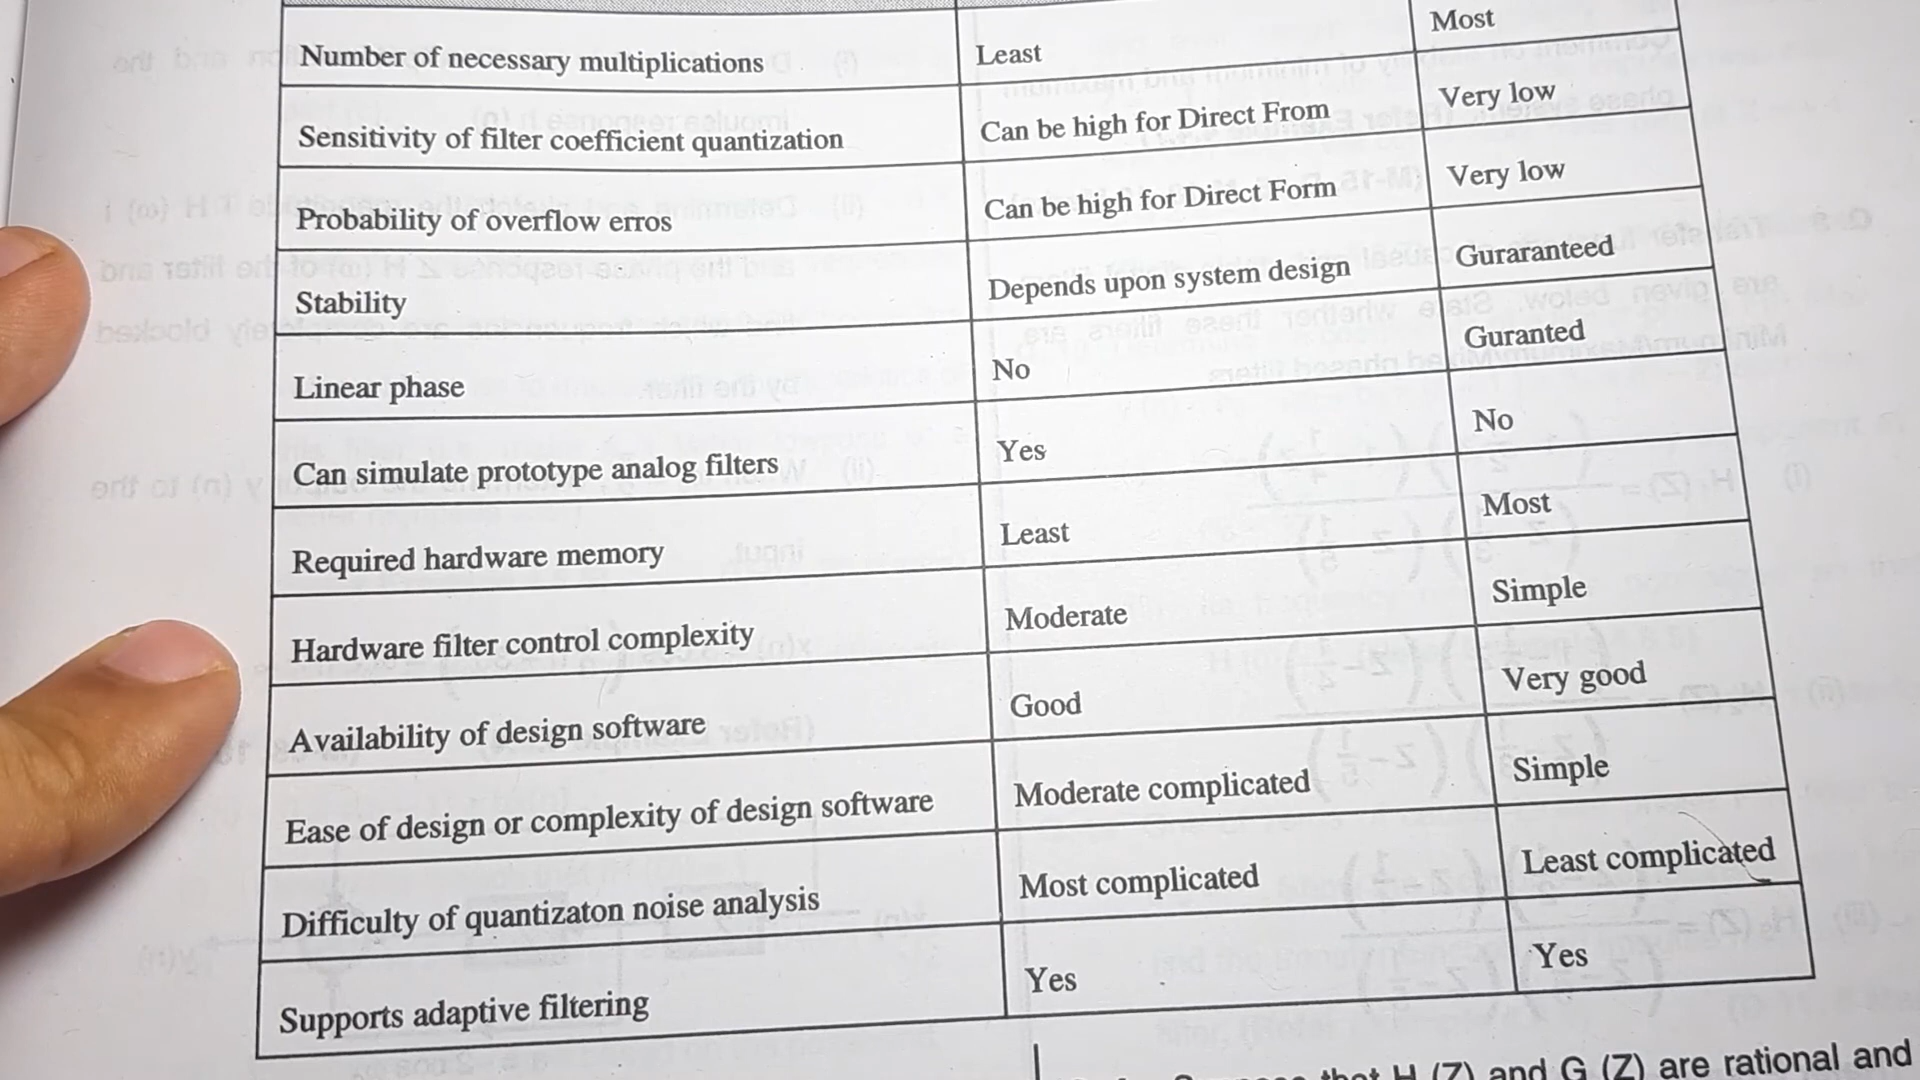 Number of necessary multiplications Least Most
Sensitivity of filter coefficient quantization Can be high for Direct From Very low
Probability of overflow erros Can be high for Direct Form Very low
Stability Depends upon system design Guraranteed
Linear phase No Guranted
Can simulate prototype analog filters Yes No
Required hardware memory Least Most
Hardware filter control complexity Moderate Simple
Availability of design software Good Very good
Ease of design or complexity of design software Moderate complicated Simple
Difficulty of quantizaton noise analysis Most complicated Least complicated
Supports adaptive filtering Yes Yes
that H (Z) and G (Z) are rational and